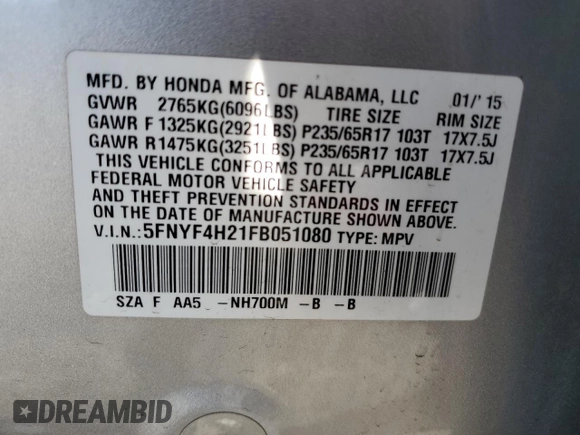 MFD. BY HONDA MFG. OF ALABAMA, LLC 01/'15
GVWR 2765KG(6096LBS) TIRE SIZE RIM SIZE
GAWR F 1325KG(2921LBS) P235/65R17 103T 17X7.5J
GAWR R1475KG(3251LBS) P235/65R17 103T 17X7.5J
THIS VEHICLE CONFORMS TO ALL APPLICABLE
FEDERAL MOTOR VEHICLE SAFETY
AND THEFT PREVENTION STANDARDS IN EFFECT
ON THE DATE OF MANUFACTURE SHOWN ABOVE.
V.I.N.:5FNYF4H21FB051080 TYPE: MPV
SZA F AA5 -NH700M -B -B
DREAMBID